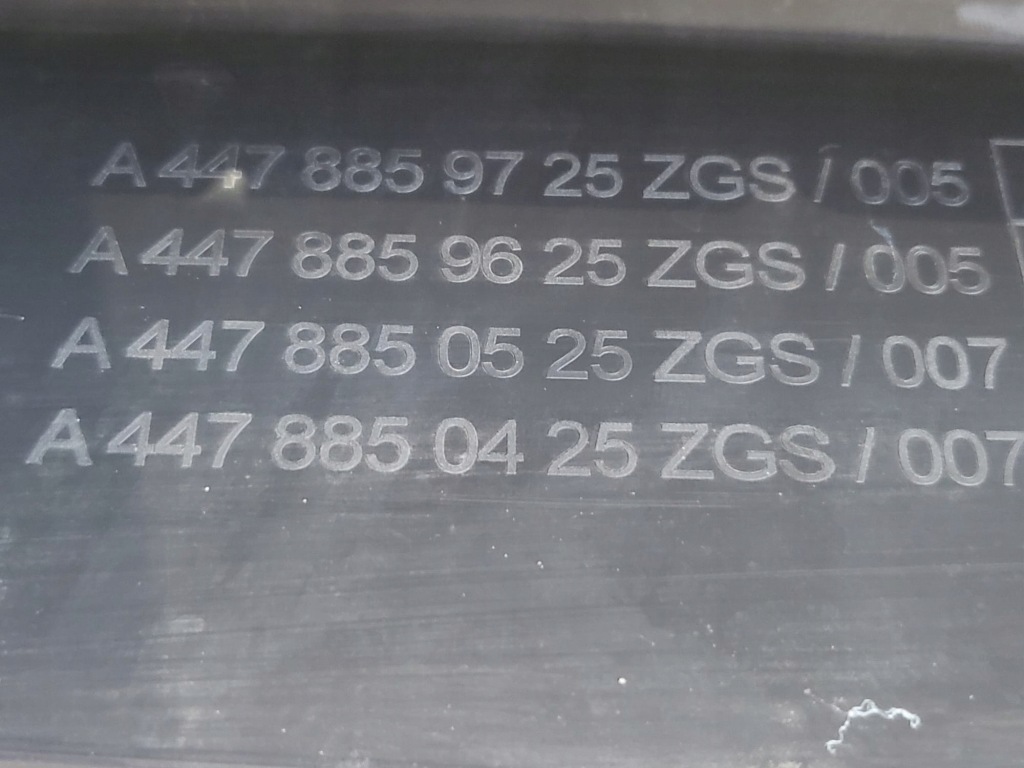 A 447 885 97 25 ZGS / 005
A 447 885 96 25 ZGS / 005
A 447 885 05 25 ZGS / 007
A 447 885 04 25 ZGS / 007